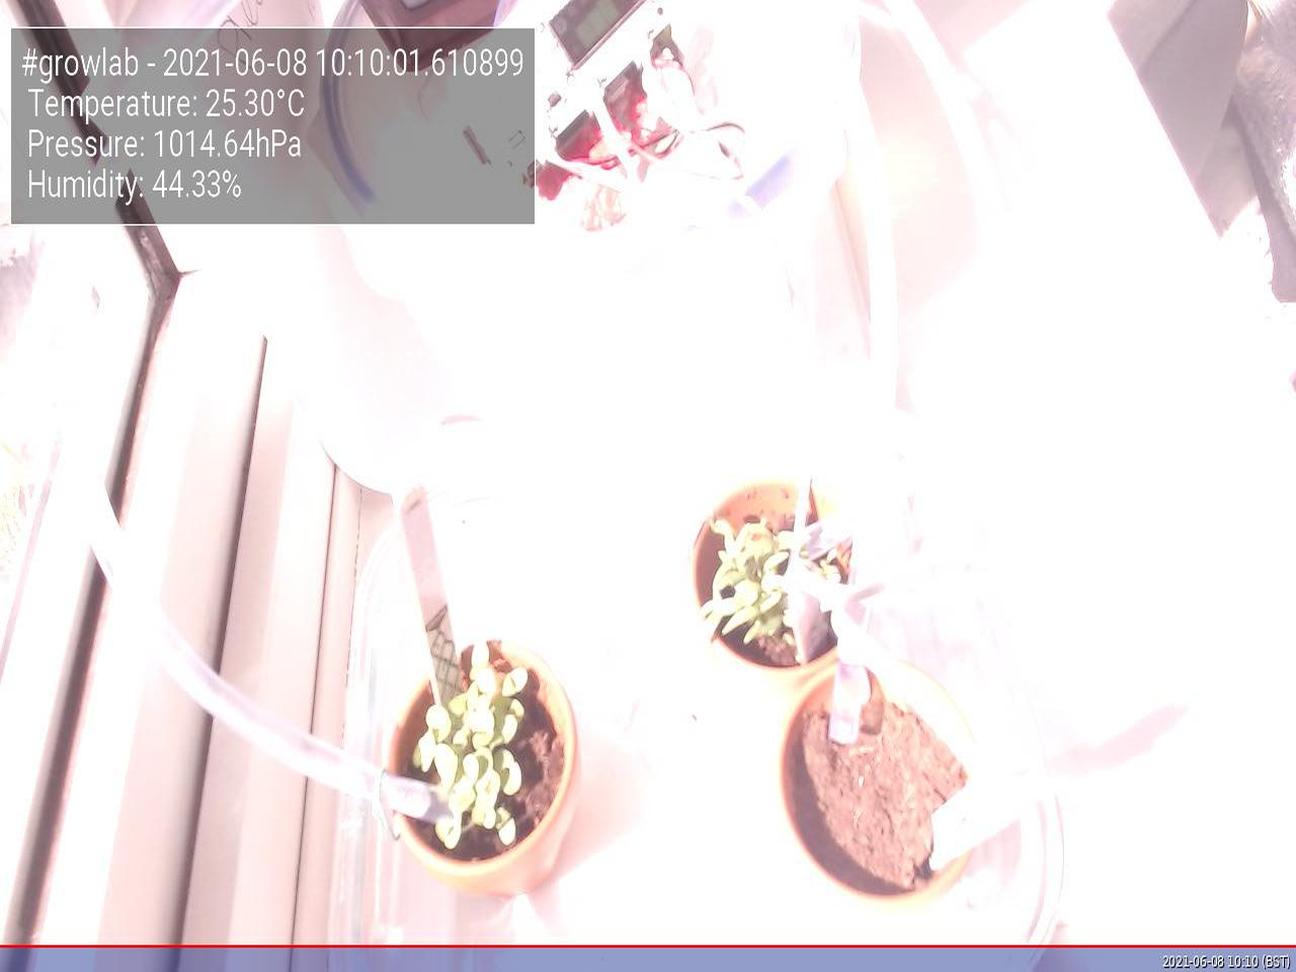 #growlab - 2021-06-08 10:10:01.610899
Temperature: 25.30°C
Pressure: 1014.64hPa
Humidity: 44.33%
2021-06-08 10:10 (BST)